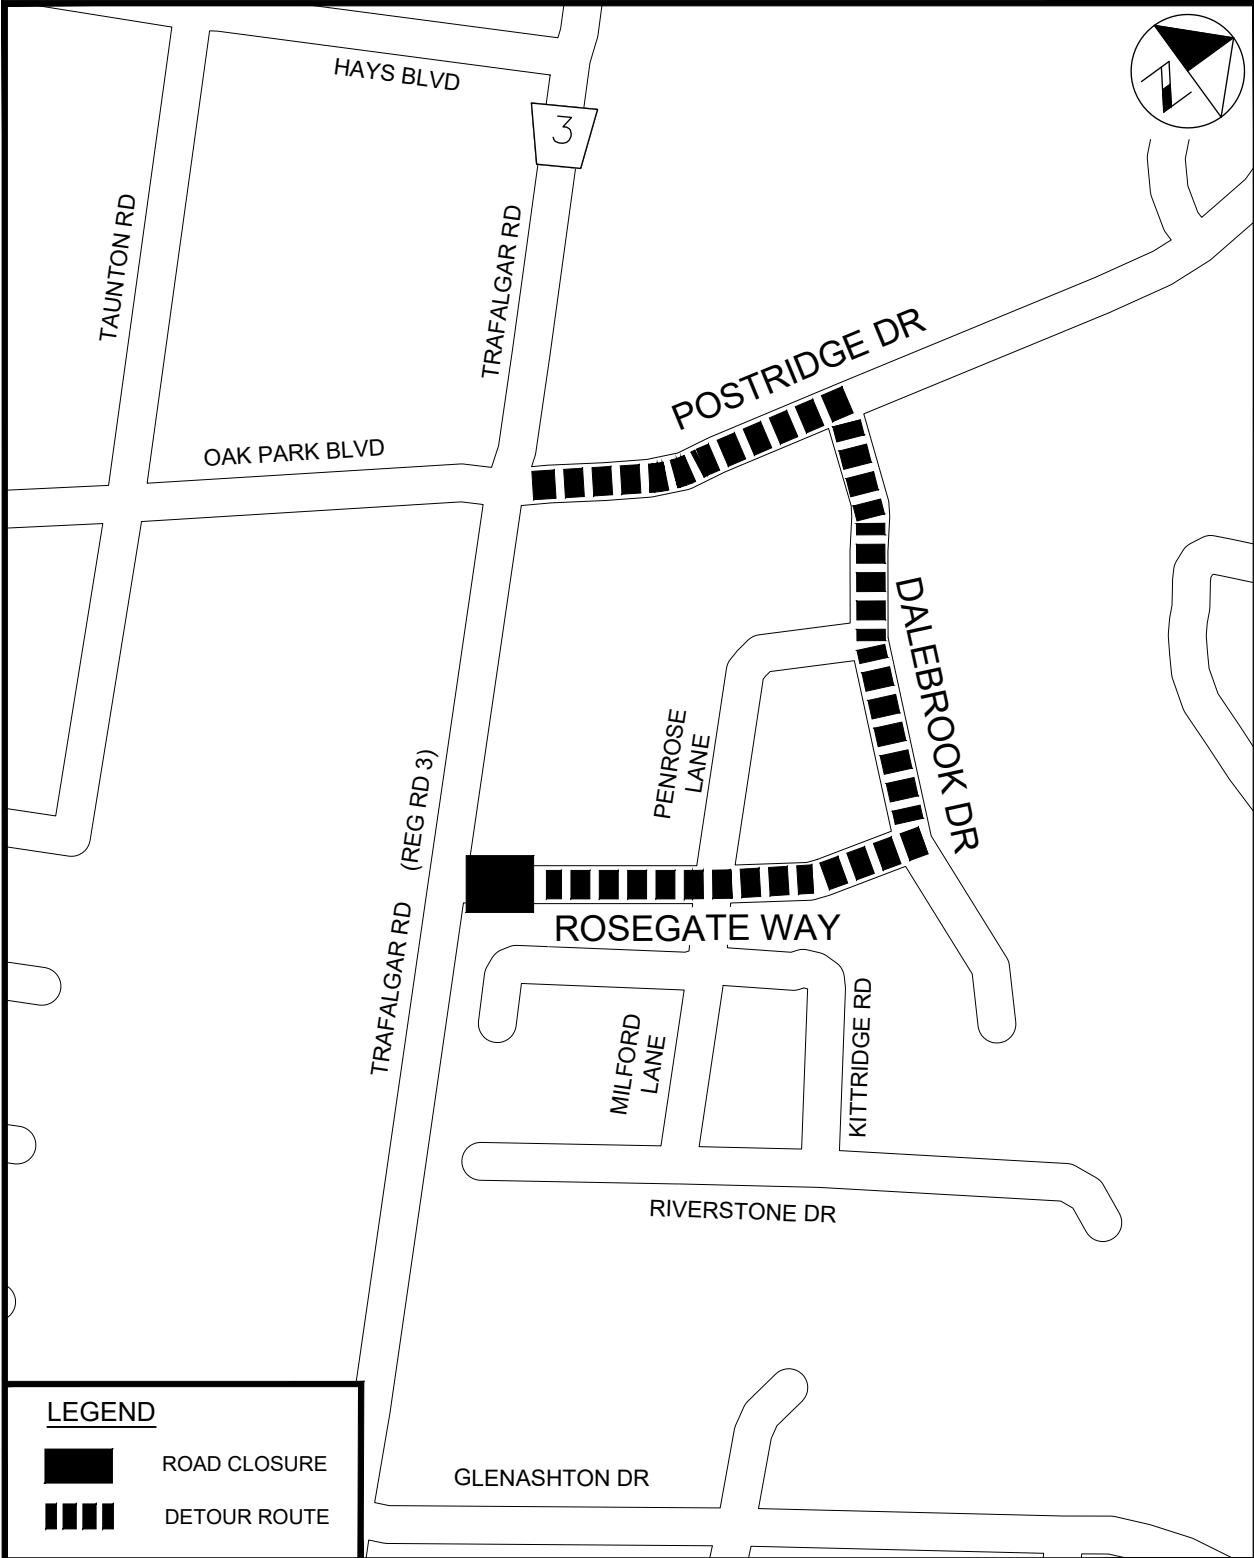 HAYS BLVD
3
TAUNTON RD
TRAFALGAR RD
N
POSTRIDGE DR
OAK PARK BLVD
DALEBROOK DR
PENROSE
LANE
(REG RD 3)
TRAFALGAR RD
ROSEGATE WAY
MILFORD
LANE
KITTRIDGE RD
RIVERSTONE DR
LEGEND
ROAD CLOSURE
DETOUR ROUTE
GLENASHTON DR